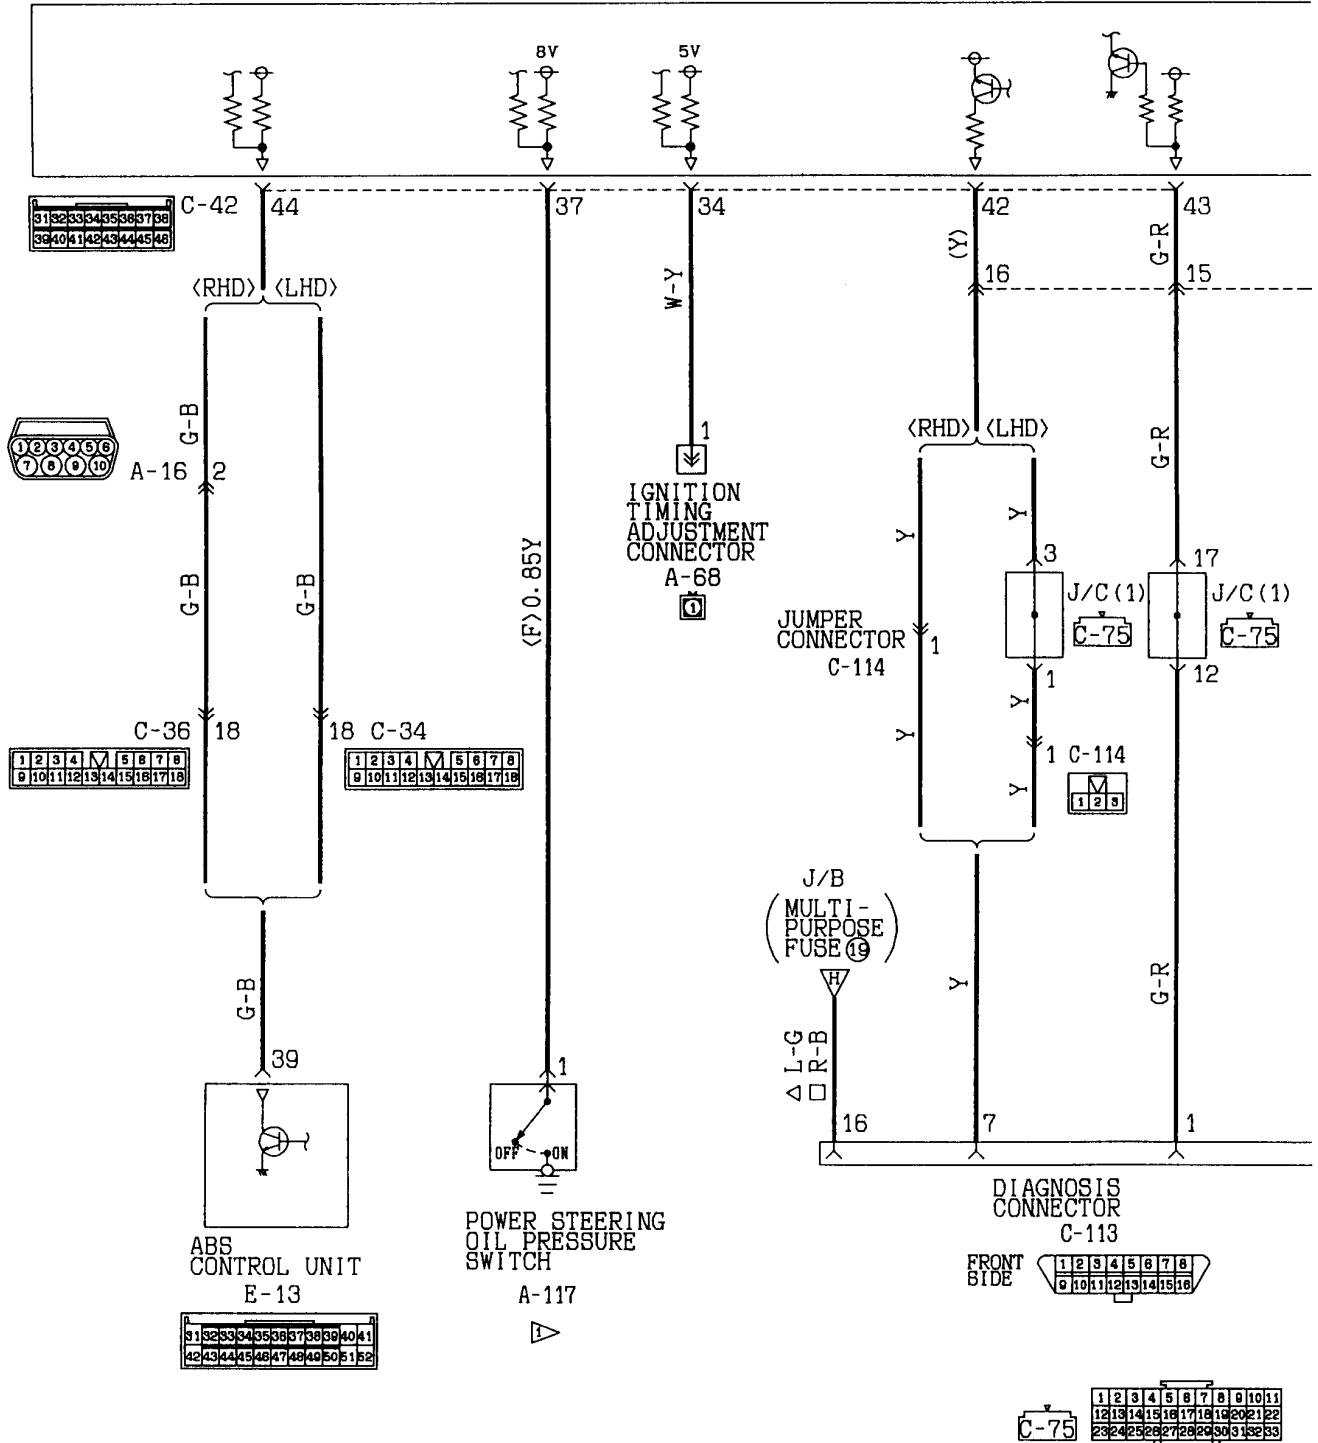 8V
5V
C-42
44
37
34
42
43
31 32 33 34 35 36 37 38
39 40 41 42 43 44 45 46
(Y)
G-R
W-Y
16
15
<RHD> <LHD>
G-B
1 2 3 4 5 6
7 8 9 10
A-16
2
1
<RHD> <LHD>
G-R
IGNITION
TIMING
ADJUSTMENT
CONNECTOR
A-68
1
Y
Y
3
17
G-B
G-B
<F>0.85Y
J/C(1)
C-75
J/C(1)
C-75
JUMPER
CONNECTOR
C-114
1
1
12
Y
Y
C-36
18
18
C-34
1 2 3 4 5 6 7 8
9 10 11 12 13 14 15 16 17 18
1 2 3 4 5 6 7 8
9 10 11 12 13 14 15 16 17 18
1
C-114
Y
1 2 3
J/B
(MULTI-
PURPOSE
FUSE 19)
H
G-B
Y
G-R
L-G
R-B
39
1
16
7
1
OFF
ON
ABS
CONTROL UNIT
E-13
31 32 33 34 35 36 37 38 39 40 41
42 43 44 45 46 47 48 49 50 51 52
POWER STEERING
OIL PRESSURE
SWITCH
A-117
1
DIAGNOSIS
CONNECTOR
C-113
FRONT
SIDE
1 2 3 4 5 6 7 8
9 10 11 12 13 14 15 16
C-75
1 2 3 4 5 6 7 8 9 10 11
12 13 14 15 16 17 18 19 20 21 22
23 24 25 26 27 28 29 30 31 32 33